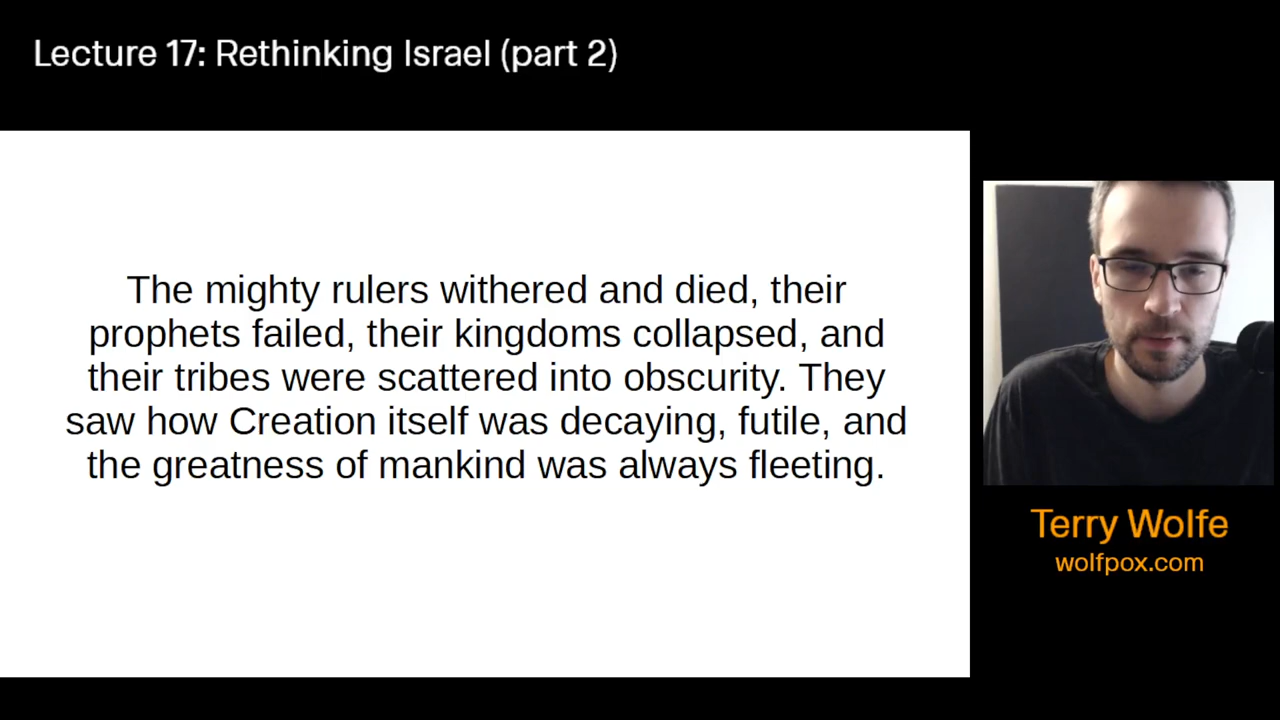 Lecture 17: Rethinking Israel (part 2)
The mighty rulers withered and died, their
prophets failed, their kingdoms collapsed, and
their tribes were scattered into obscurity. They
saw how Creation itself was decaying, futile, and
the greatness of mankind was always fleeting.
Terry Wolfe
wolfpox.com